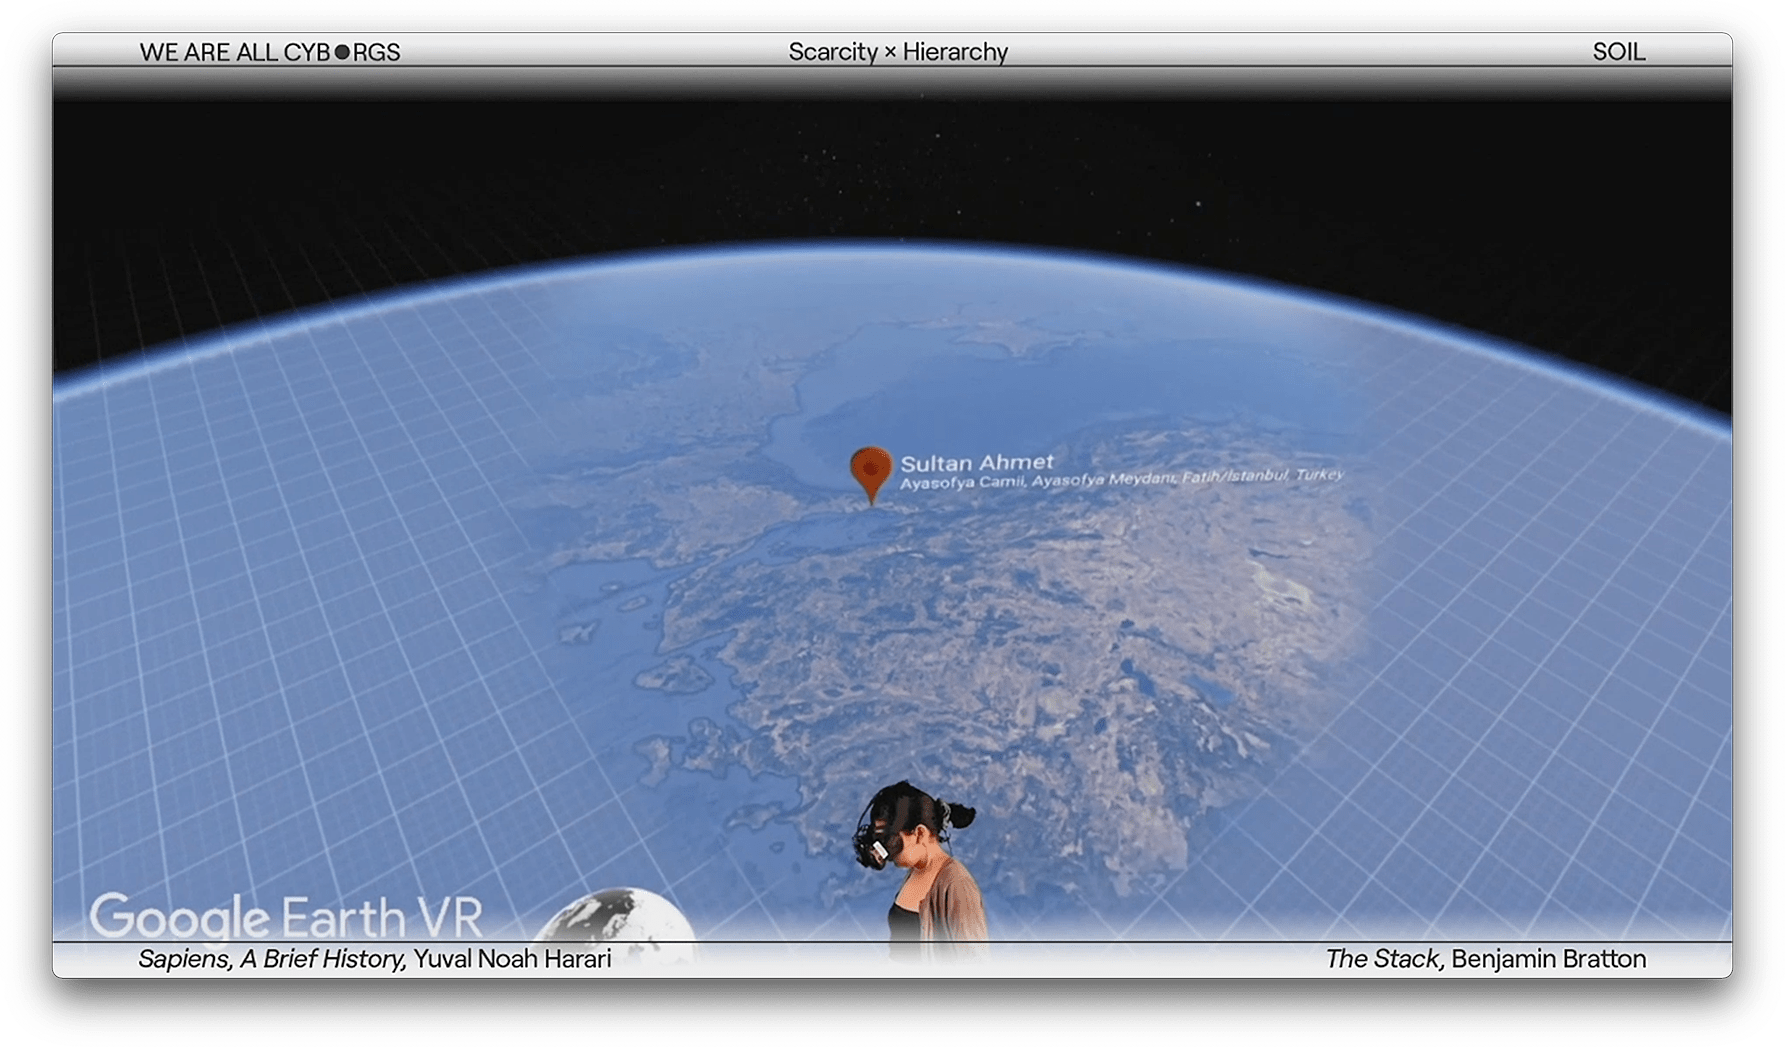 WE ARE ALL CYB●RGS
Scarcity × Hierarchy
SOIL
Sultan Ahmet
Ayasofya Camii, Ayasofya Meydanı, Fatih/İstanbul, Turkey
Google Earth VR
Sapiens, A Brief History, Yuval Noah Harari
The Stack, Benjamin Bratton